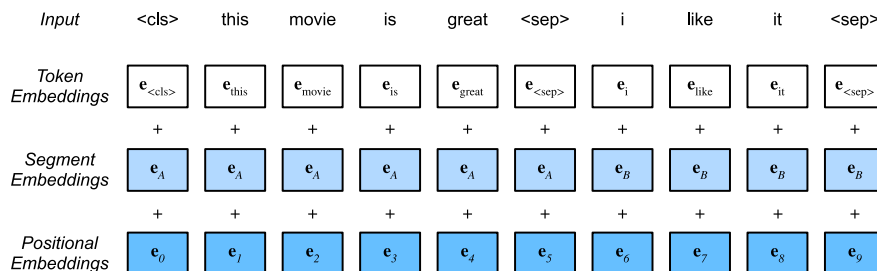 Input <cls> this movie is great <sep> i like it <sep>
Token Embeddings e<cls> ethis emovie eis egreat e<sep> ei elike eit e<sep>
+ + + + + + + + + +
Segment Embeddings eA eA eA eA eA eA eB eB eB eB
+ + + + + + + + + +
Positional Embeddings e0 e1 e2 e3 e4 e5 e6 e7 e8 e9